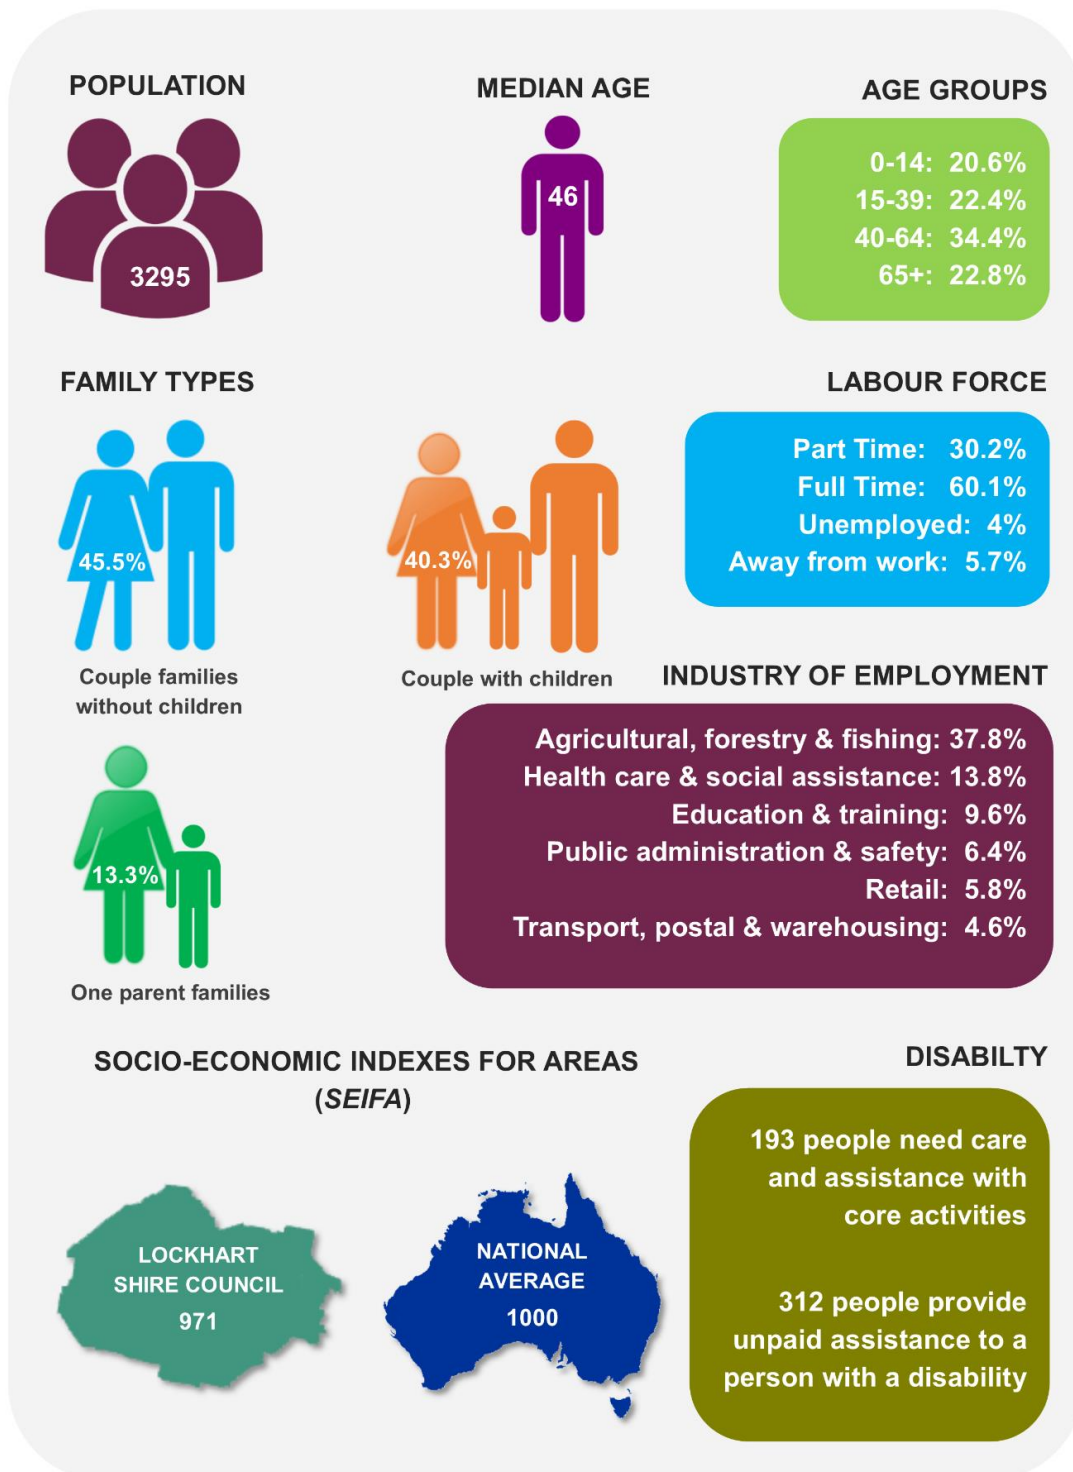 POPULATION
3295
MEDIAN AGE
46
AGE GROUPS
0-14: 20.6%
15-39: 22.4%
40-64: 34.4%
65+: 22.8%
FAMILY TYPES
45.5%
Couple families
without children
40.3%
Couple with children
13.3%
One parent families
LABOUR FORCE
Part Time: 30.2%
Full Time: 60.1%
Unemployed: 4%
Away from work: 5.7%
INDUSTRY OF EMPLOYMENT
Agricultural, forestry & fishing: 37.8%
Health care & social assistance: 13.8%
Education & training: 9.6%
Public administration & safety: 6.4%
Retail: 5.8%
Transport, postal & warehousing: 4.6%
SOCIO-ECONOMIC INDEXES FOR AREAS
(SEIFA)
LOCKHART
SHIRE COUNCIL
971
NATIONAL
AVERAGE
1000
DISABILTY
193 people need care
and assistance with
core activities
312 people provide
unpaid assistance to a
person with a disability